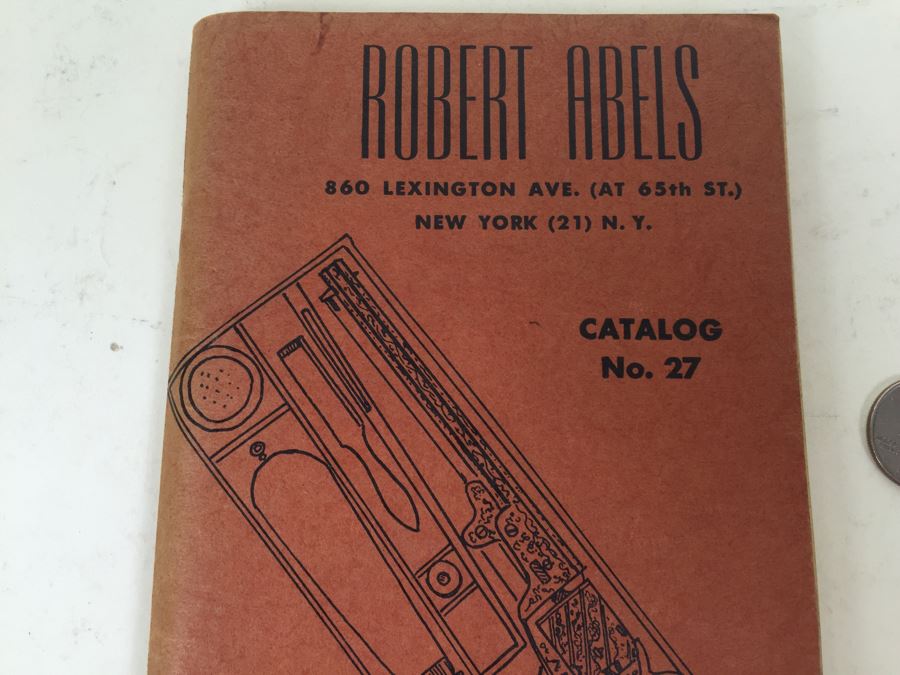 ROBERT ABELS
860 LEXINGTON AVE. (AT 65th ST.)
NEW YORK (21) N. Y.
CATALOG
No. 27